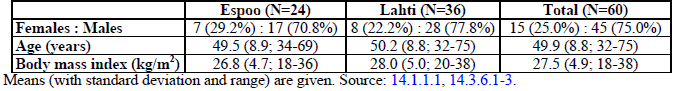 Espoo (N=24) Lahti (N=36) Total (N=60)
Females : Males 7 (29.2%) : 17 (70.8%) 8 (22.2%) : 28 (77.8%) 15 (25.0%) : 45 (75.0%)
Age (years) 49.5 (8.9; 34-69) 50.2 (8.8; 32-75) 49.9 (8.8; 32-75)
Body mass index (kg/m²) 26.8 (4.7; 18-36) 28.0 (5.0; 20-38) 27.5 (4.9; 18-38)
Means (with standard deviation and range) are given. Source: 14.1.1.1, 14.3.6.1-3.